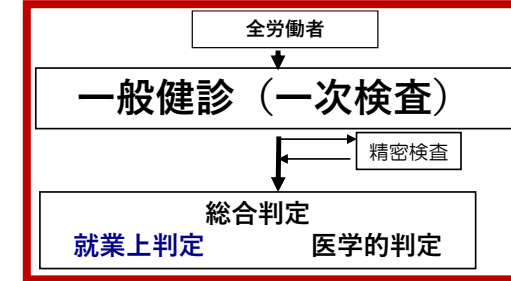 全労働者
一般健診（一次検査）
精密検査
総合判定
就業上判定 医学的判定